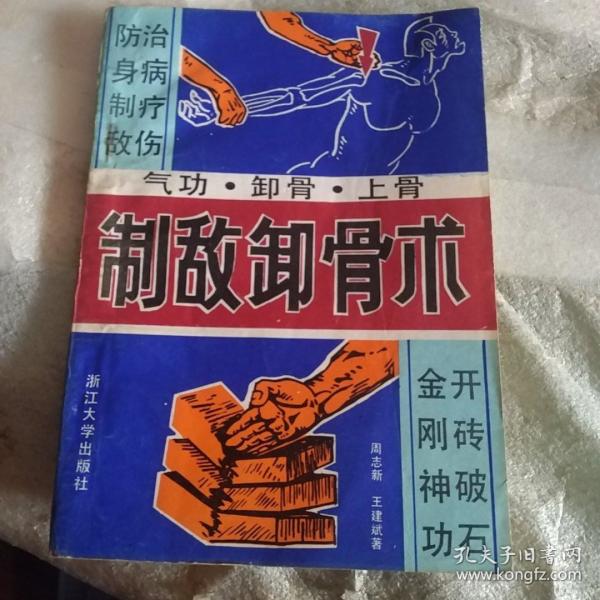 防治
身病
制疗
敌伤
气功·卸骨·上骨
制敌卸骨术
浙江大学出版社
周志新 王建斌著
金开
刚砖
神破
功石
孔夫子旧书网
www.kongfz.com